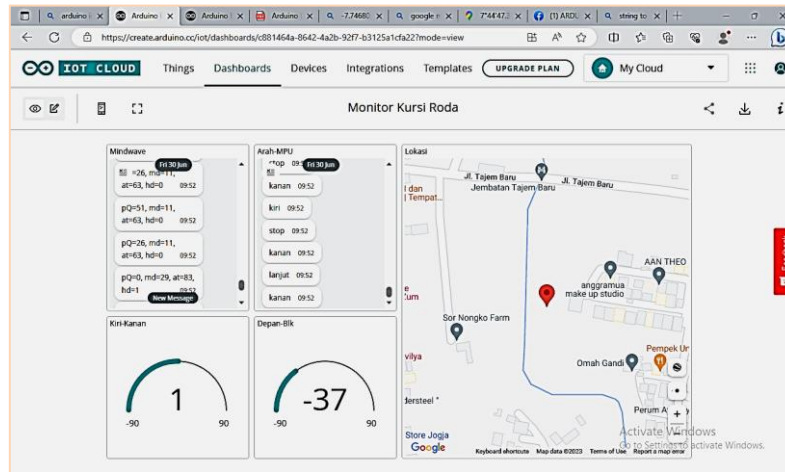 arduino
Arduino
Arduino
Arduino
-7.7468
google
7°44'47.
(1) ARDU
string to
https://create.arduino.cc/iot/dashboards/c881464a-8642-4a2b-92f7-b3125a1cfa22?mode=view
IOT CLOUD
Things
Dashboards
Devices
Integrations
Templates
UPGRADE PLAN
My Cloud
Monitor Kursi Roda
Mindwave
Fri 30 Jun
=26, md=11,
at=63, hd=0 09:52
pQ=51, md=11,
at=63, hd=0 09:52
pQ=26, md=11,
at=63, hd=0 09:52
pQ=0, md=29, at=83,
hd=1 09:52
New Message
Arah-MPU
Fri 30 Jun
kanan 09:52
kiri 09:52
stop 09:52
kanan 09:52
lanjut 09:52
kanan 09:52
Lokasi
Jl. Tajem Baru
Jembatan Tajem Baru
Jl. Tajem Baru
l dan
Tempat...
AAN THEO
anggramua
make up studio
Sor Nongko Farm
Pempek Ur
Omah Gandi
vilya
dersteel
Perum A
Store Jogja
Google
Keyboard shortcuts
Map data ©2023
Terms of Use
Report a map error
Kiri-Kanan
1
-90
90
Depan-Blk
-37
-90
90
Activate Windows
Go to Settings to activate Windows.